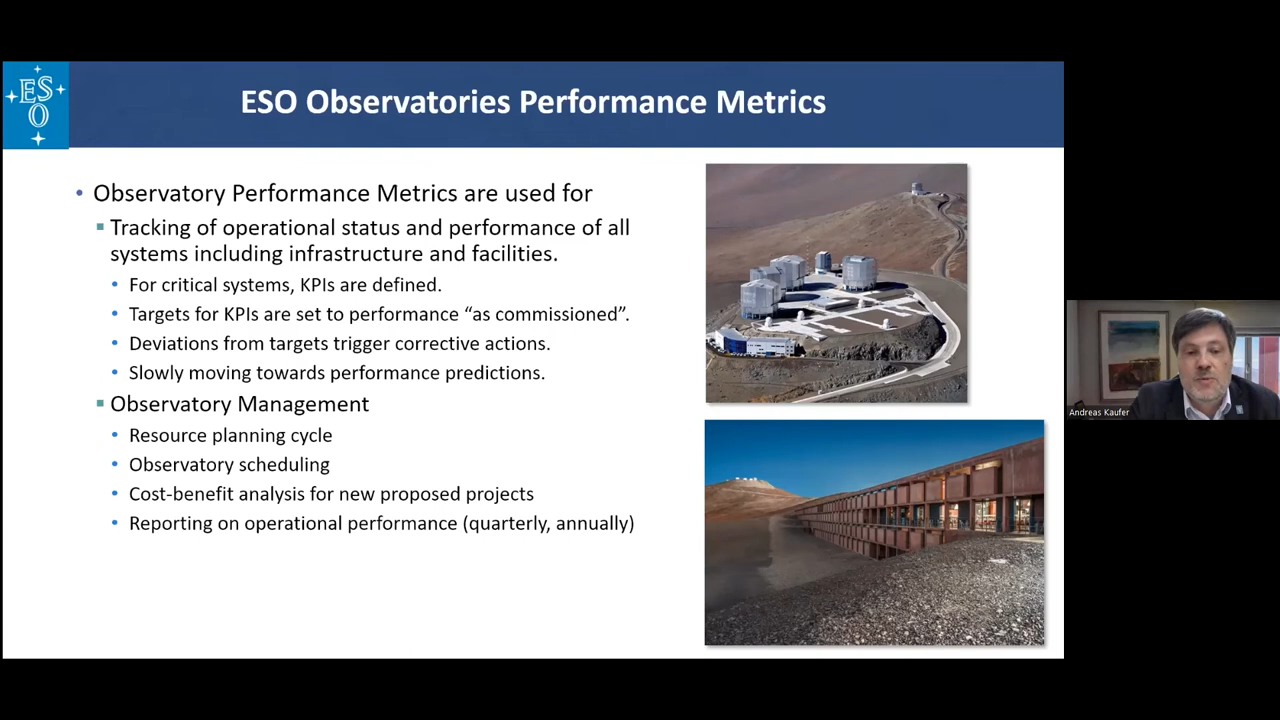 ESO
ESO Observatories Performance Metrics
• Observatory Performance Metrics are used for
▪ Tracking of operational status and performance of all
systems including infrastructure and facilities.
• For critical systems, KPIs are defined.
• Targets for KPIs are set to performance “as commissioned”.
• Deviations from targets trigger corrective actions.
• Slowly moving towards performance predictions.
▪ Observatory Management
• Resource planning cycle
• Observatory scheduling
• Cost-benefit analysis for new proposed projects
• Reporting on operational performance (quarterly, annually)
Andreas Kaufer